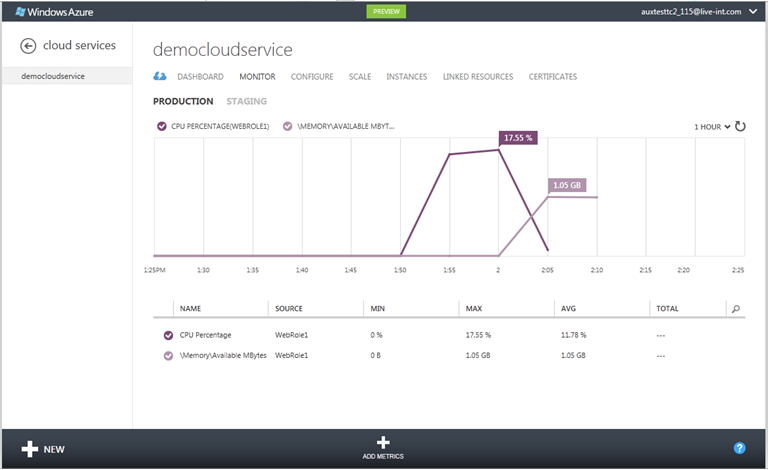 Windows Azure PREVIEW auxtesttc2_115@live-int.com
cloud services
democloudservice
democloudservice
DASHBOARD MONITOR CONFIGURE SCALE INSTANCES LINKED RESOURCES CERTIFICATES
PRODUCTION STAGING
CPU PERCENTAGE(WEBROLE1) \MEMORY\AVAILABLE MBYT... 1 HOUR
17.55 %
1.05 GB
1:25PM 1:30 1:35 1:40 1:45 1:50 1:55 2 2:05 2:10 2:15 2:20 2:25
NAME SOURCE MIN MAX AVG TOTAL
CPU Percentage WebRole1 0 % 17.55 % 11.78 % ---
\Memory\Available MBytes WebRole1 0 B 1.05 GB 1.05 GB ---
NEW
ADD METRICS
?